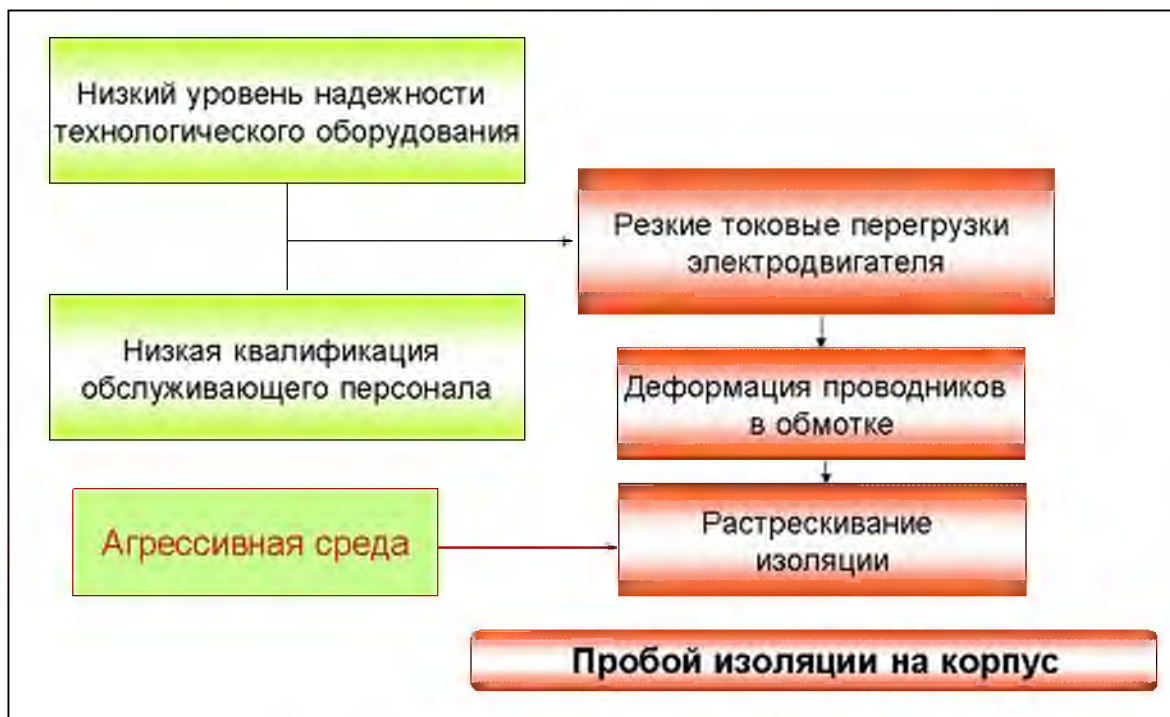 Низкий уровень надежности
технологического оборудования
Резкие токовые перегрузки
электродвигателя
Низкая квалификация
обслуживающего персонала
Деформация проводников
в обмотке
Агрессивная среда
Растрескивание
изоляции
Пробой изоляции на корпус